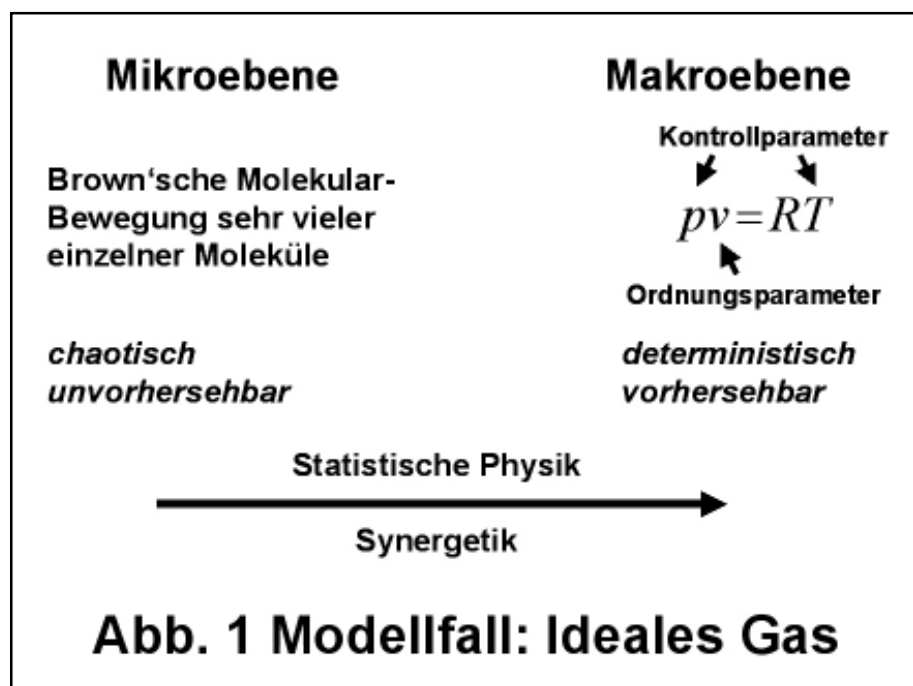 Mikroebene
Makroebene
Kontrollparameter
Brown‘sche Molekular-
Bewegung sehr vieler
einzelner Moleküle
pv=RT
Ordnungsparameter
chaotisch
unvorhersehbar
deterministisch
vorhersehbar
Statistische Physik
Synergetik
Abb. 1 Modellfall: Ideales Gas